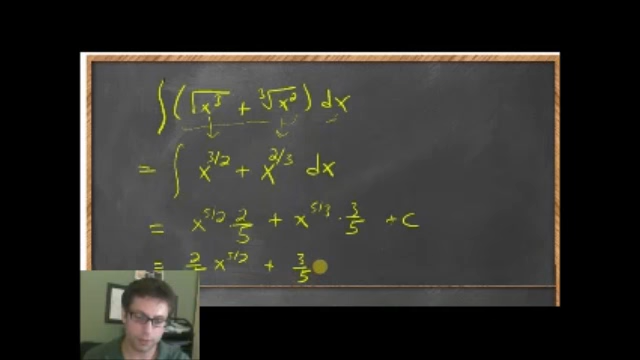 ∫(√x³ + ³√x²) dx
= ∫ x^3/2 + x^2/3 dx
= x^5/2 · 2/5 + x^5/3 · 3/5 + C
= 2/5 x^5/2 + 3/5